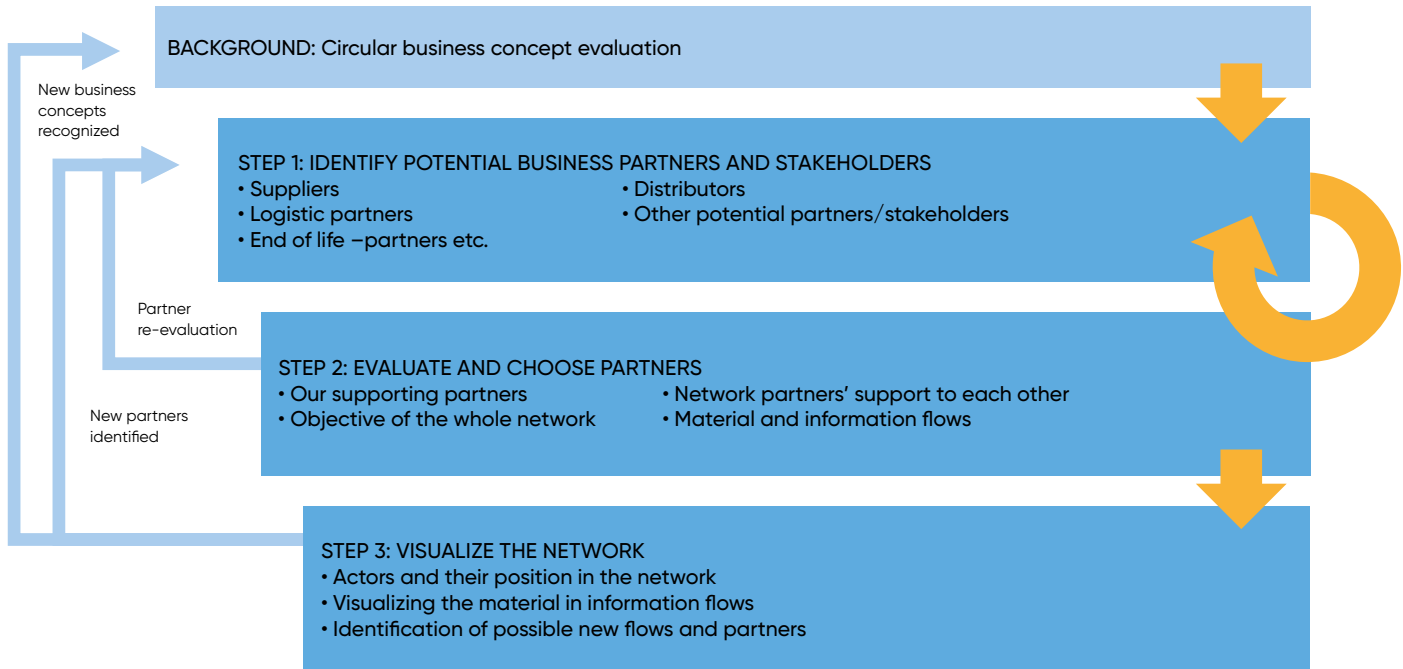 BACKGROUND: Circular business concept evaluation
New business
concepts
recognized
STEP 1: IDENTIFY POTENTIAL BUSINESS PARTNERS AND STAKEHOLDERS
• Suppliers
• Logistic partners
• End of life –partners etc.
• Distributors
• Other potential partners/stakeholders
Partner
re-evaluation
STEP 2: EVALUATE AND CHOOSE PARTNERS
• Our supporting partners
• Objective of the whole network
• Network partners’ support to each other
• Material and information flows
New partners
identified
STEP 3: VISUALIZE THE NETWORK
• Actors and their position in the network
• Visualizing the material in information flows
• Identification of possible new flows and partners